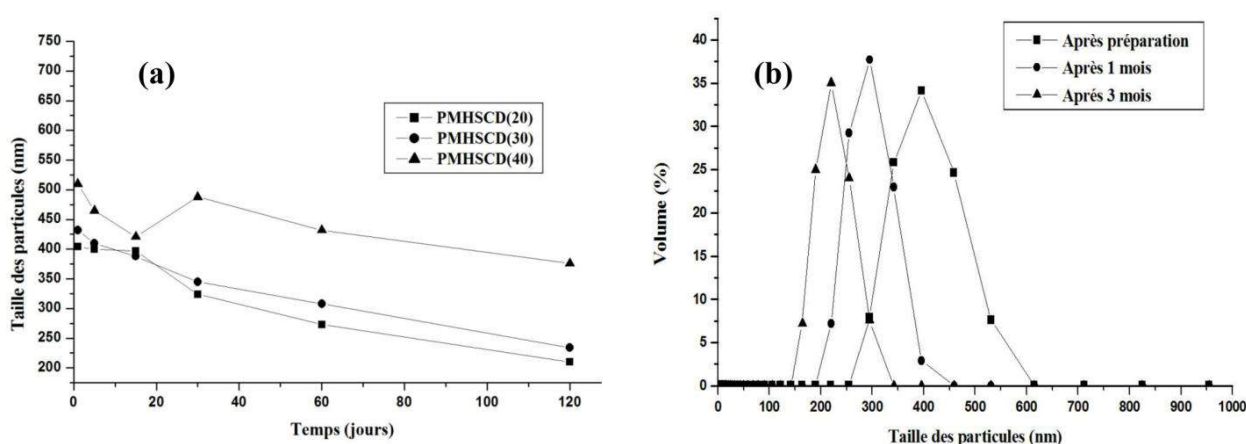 750
700
650
600
550
500
450
400
350
300
250
200
0 20 40 60 80 100 120
Taille des particules (nm)
Temps (jours)
(a)
PMHSCD(20)
PMHSCD(30)
PMHSCD(40)
40
35
30
25
20
15
10
5
0
0 100 200 300 400 500 600 700 800 900 1000
Volume (%)
Taille des particules (nm)
(b)
Après préparation
Après 1 mois
Aprés 3 mois